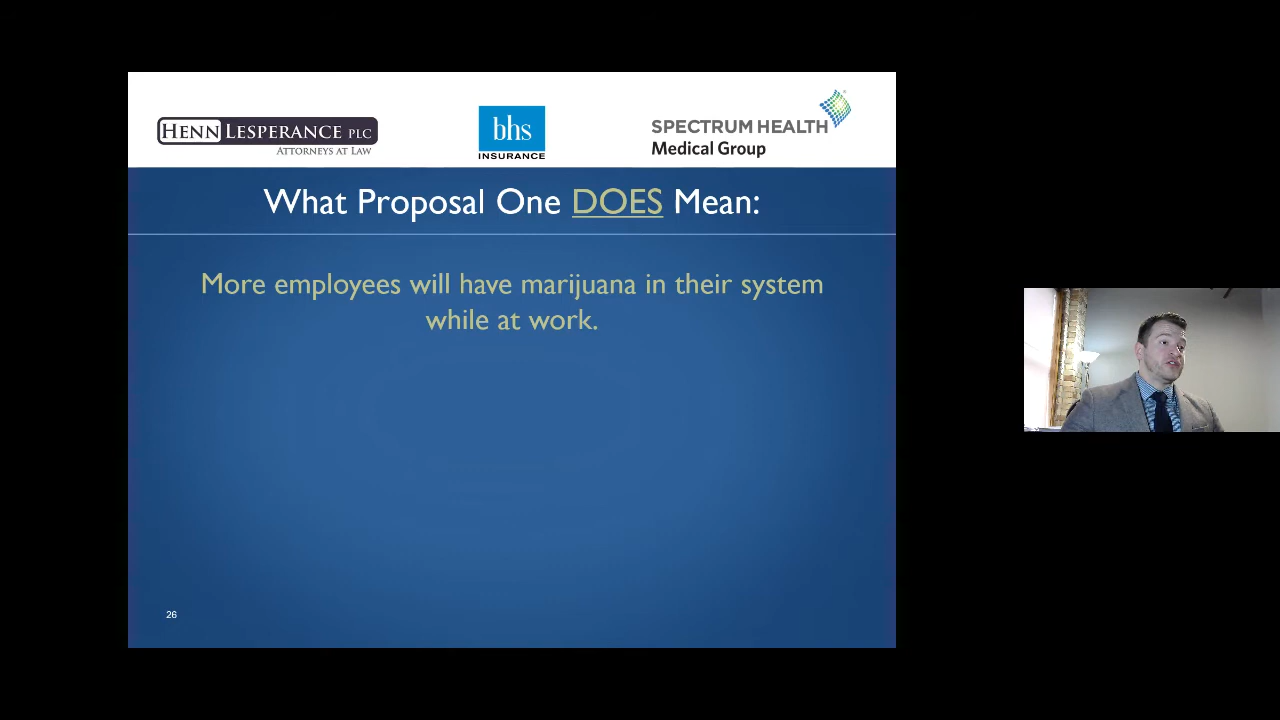 HENN LESPERANCE PLC
ATTORNEYS AT LAW
bhs
INSURANCE
SPECTRUM HEALTH
Medical Group
What Proposal One DOES Mean:
More employees will have marijuana in their system
while at work.
26